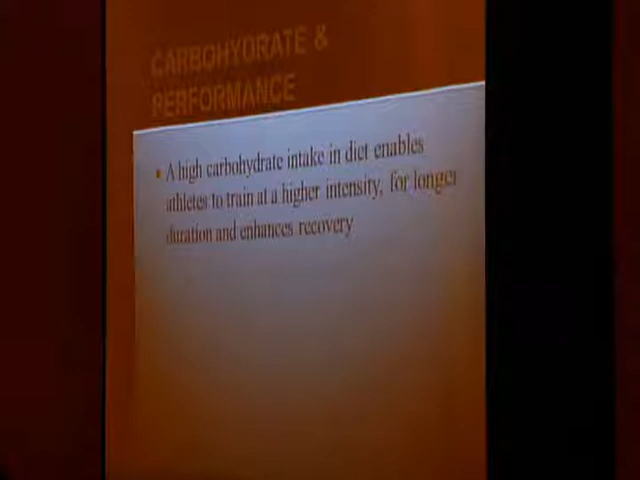 CARBOHYDRATE &
PERFORMANCE
A high carbohydrate intake in diet enables
athletes to train at a higher intensity, for longer
duration and enhances recovery